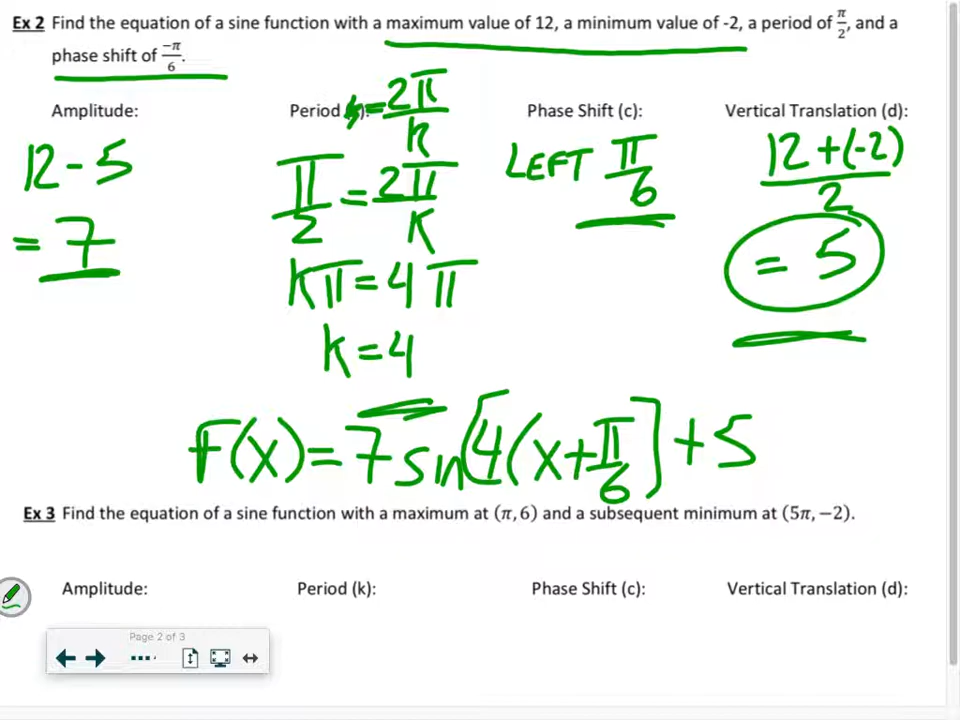 Ex 2 Find the equation of a sine function with a maximum value of 12, a minimum value of -2, a period of π/2, and a
phase shift of -π/6.
Amplitude: Period (k): Phase Shift (c): Vertical Translation (d):
= 2π/k
12 - 5 π/2 = 2π/k LEFT π/6 12 + (-2)/2
= 7 kπ = 4π = 5
k = 4
F(x) = 7 sin[4(x + π/6] + 5
Ex 3 Find the equation of a sine function with a maximum at (π, 6) and a subsequent minimum at (5π, −2).
Amplitude: Period (k): Phase Shift (c): Vertical Translation (d):
Page 2 of 3